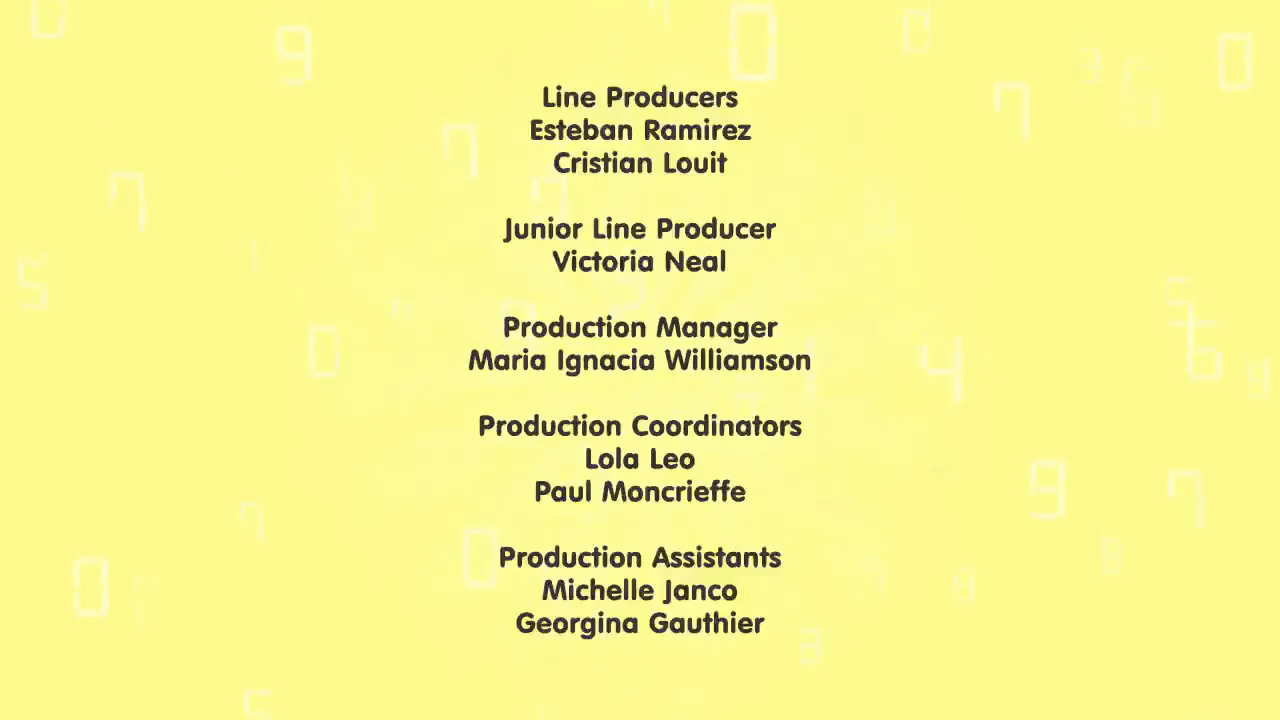 Line Producers
Esteban Ramirez
Cristian Louit
Junior Line Producer
Victoria Neal
Production Manager
Maria Ignacia Williamson
Production Coordinators
Lola Leo
Paul Moncrieffe
Production Assistants
Michelle Janco
Georgina Gauthier